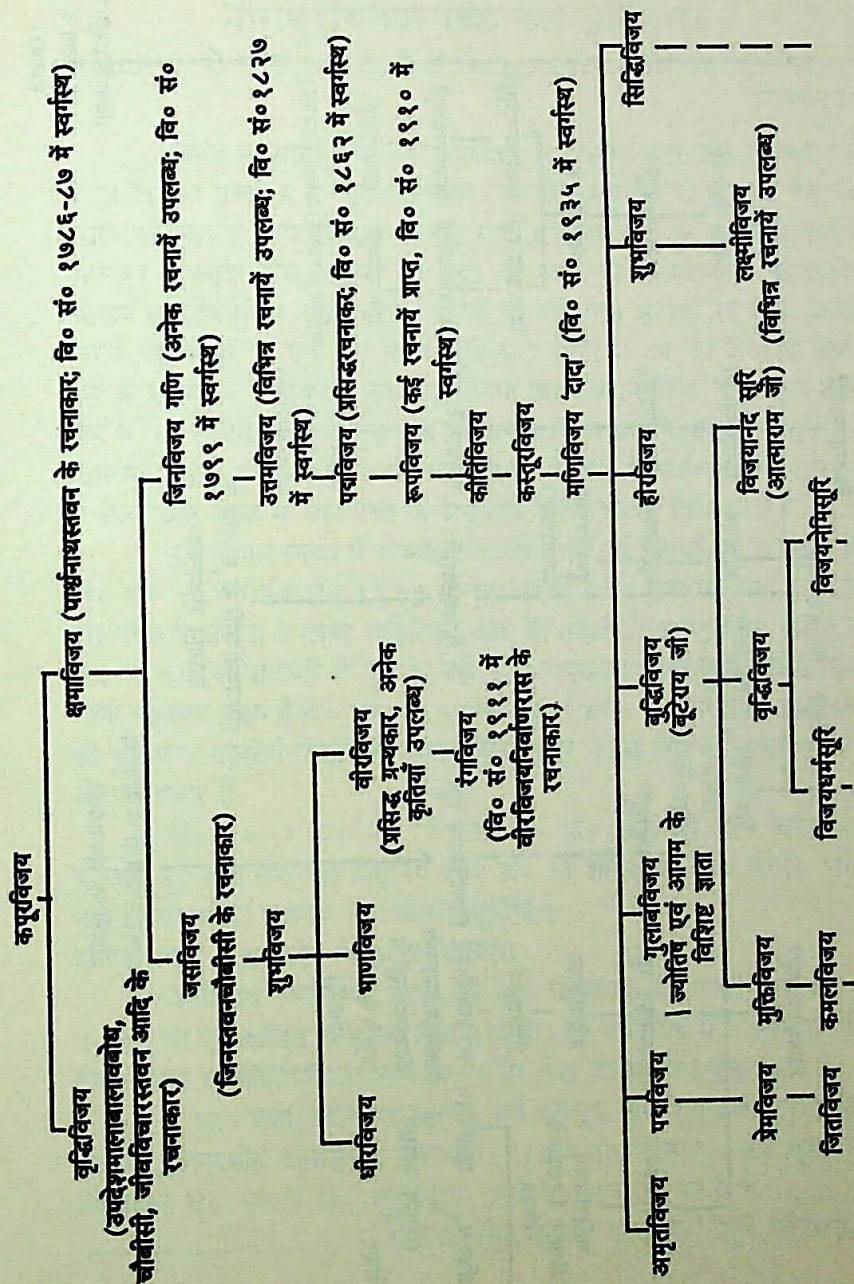 कपूरविजय
वृद्धिविजय
(उपदेशमालाबालावबोध,
चौबीसी, जीवविचारस्तवन आदि के
रचनाकार)
क्षमाविजय (पार्श्वनाथस्तवन के रचनाकार; वि० सं० १७८६-८७ में स्वर्गस्थ)
जसविजय
(जिनस्तवनचौबीसी के रचनाकार)
जिनविजय गणि (अनेक रचनायें उपलब्ध; वि० सं०
१७९९ में स्वर्गस्थ)
शुभविजय
उत्तमविजय (विभिन्न रचनायें उपलब्ध; वि० सं०१८२७
में स्वर्गस्थ)
धीरविजय
भाणविजय
वीरविजय
(प्रसिद्ध ग्रन्थकार, अनेक
कृतियाँ उपलब्ध)
पद्मविजय (प्रसिद्धरचनाकर; वि० सं० १८६२ में स्वर्गस्थ)
रूपविजय (कई रचनायें प्राप्त, वि० सं० १९१० में
स्वर्गस्थ)
रंगविजय
(वि० सं० १९११ में
वीरविजयनिर्वाणरास के
रचनाकार)
कीर्तिविजय
कस्तूरविजय
मणिविजय 'दादा' (वि० सं० १९३५ में स्वर्गस्थ)
अमृतविजय
पद्मविजय
गुलाबविजय
ज्योतिष एवं आगम के
विशिष्ट ज्ञाता
बुद्धिविजय
(बूटेराय जी)
हीरविजय
शुभविजय
सिद्धिविजय
प्रेमविजय
मुक्तिविजय
वृद्धिविजय
विजयानन्द सूरि
(आत्माराम जी)
लक्ष्मीविजय
(विभिन्न रचनायें उपलब्ध)
जितविजय
कमलविजय
विजयधर्मसूरि
विजयनेमिसूरि